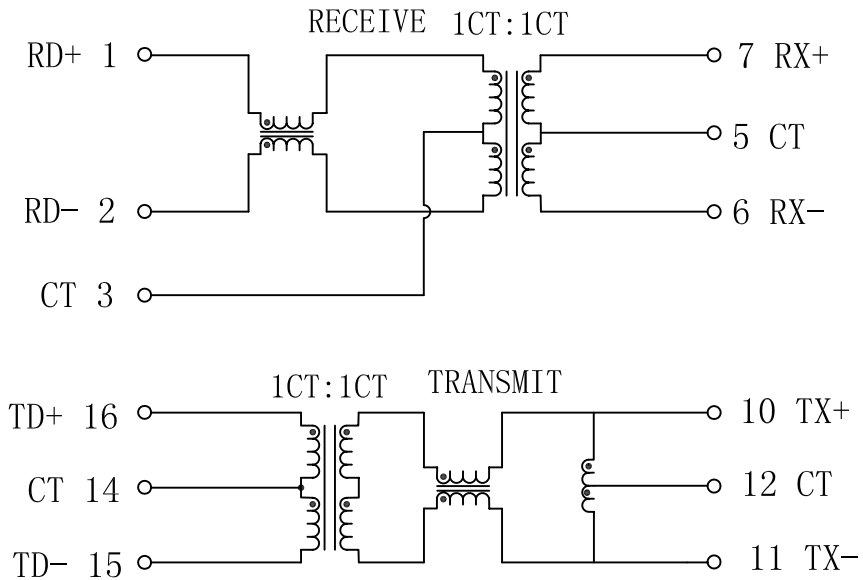 RECEIVE 1CT:1CT
RD+ 1
7 RX+
5 CT
RD- 2
6 RX-
CT 3
1CT:1CT TRANSMIT
TD+ 16
10 TX+
CT 14
12 CT
TD- 15
11 TX-